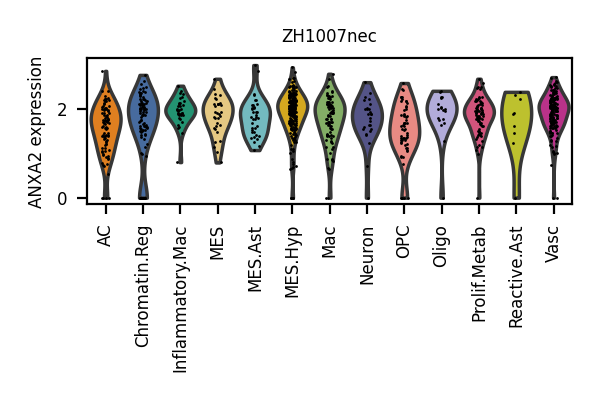 ZH1007nec
ANXA2 expression
2
0
AC
Chromatin.Reg
Inflammatory.Mac
MES
MES.Ast
MES.Hyp
Mac
Neuron
OPC
Oligo
Prolif.Metab
Reactive.Ast
Vasc